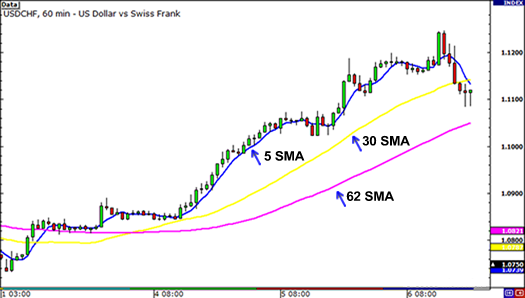 Data
INDEX
USDCHF, 60 min - US Dollar vs Swiss Frank
1.1200
1.1100
1.1000
1.0900
1.0821
1.0800
1.0750
5 SMA
30 SMA
62 SMA
1 03:00
4 08:00
5 08:00
6 08:00